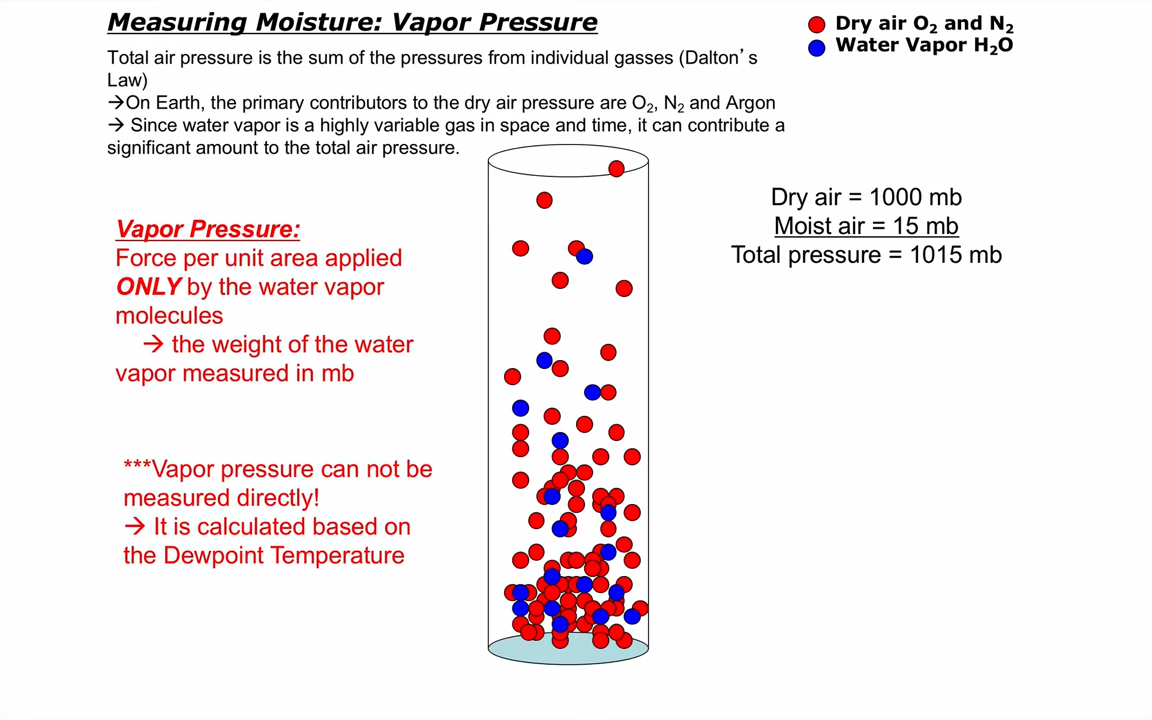 Measuring Moisture: Vapor Pressure
Total air pressure is the sum of the pressures from individual gasses (Dalton's
Law)
→On Earth, the primary contributors to the dry air pressure are O₂, N₂ and Argon
→ Since water vapor is a highly variable gas in space and time, it can contribute a
significant amount to the total air pressure.
Dry air O₂ and N₂
Water Vapor H₂O
Vapor Pressure:
Force per unit area applied
ONLY by the water vapor
molecules
→ the weight of the water
vapor measured in mb
***Vapor pressure can not be
measured directly!
→ It is calculated based on
the Dewpoint Temperature
Dry air = 1000 mb
Moist air = 15 mb
Total pressure = 1015 mb